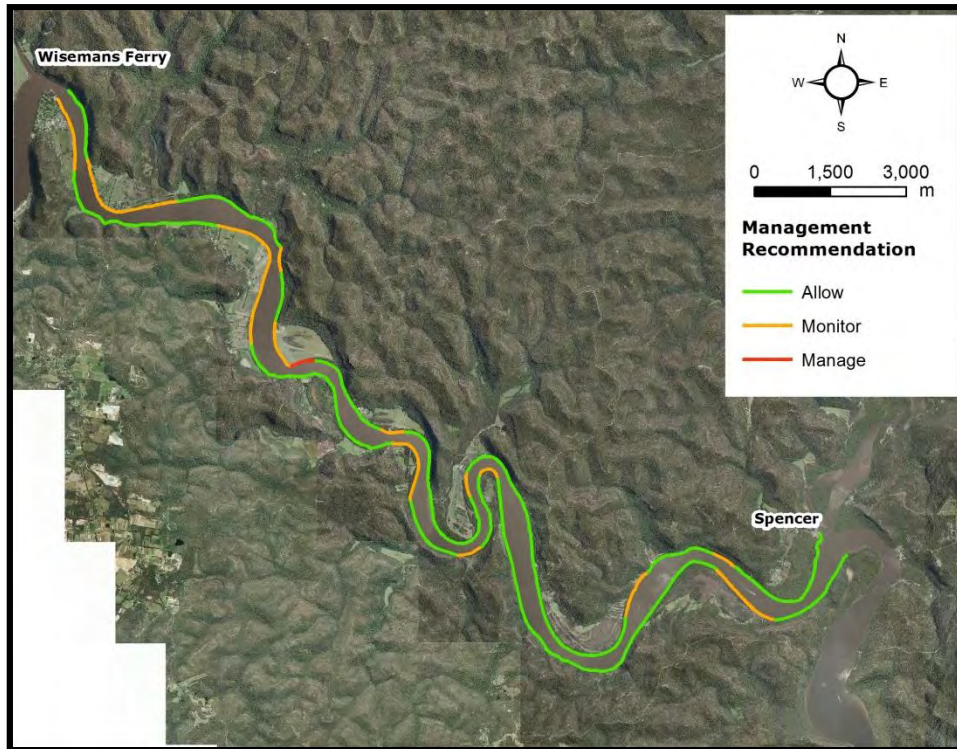 Wisemans Ferry
N
W E
S
0 1,500 3,000
m
Management
Recommendation
Allow
Monitor
Manage
Spencer